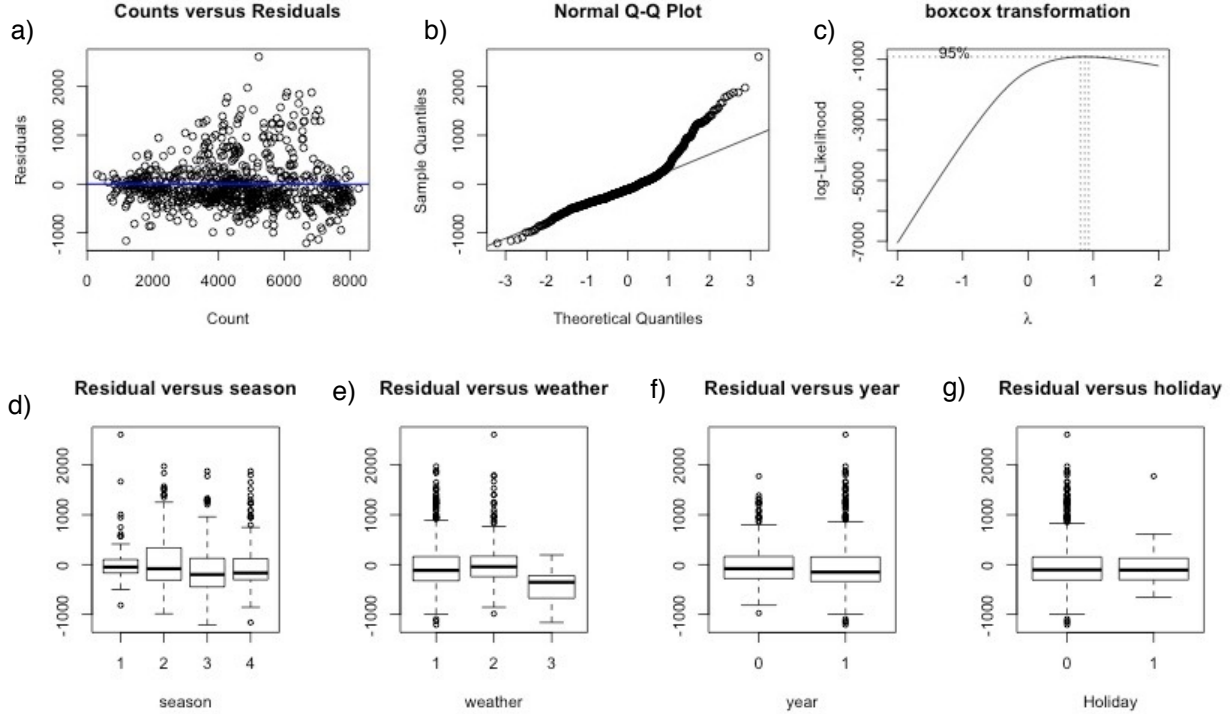 Counts versus Residuals
Normal Q-Q Plot
boxcox transformation
a)
b)
c)
Residuals
-1000 0 1000 2000
0 2000 4000 6000 8000
Count
Sample Quantiles
-1000 0 1000 2000
-3 -2 -1 0 1 2 3
Theoretical Quantiles
log-Likelihood
-7000 -5000 -3000 -1000
95%
-2 -1 0 1 2
λ
Residual versus season
Residual versus weather
Residual versus year
Residual versus holiday
d)
e)
f)
g)
-1000 0 1000 2000
1 2 3 4
season
-1000 0 1000 2000
1 2 3
weather
-1000 0 1000 2000
0 1
year
-1000 0 1000 2000
0 1
Holiday